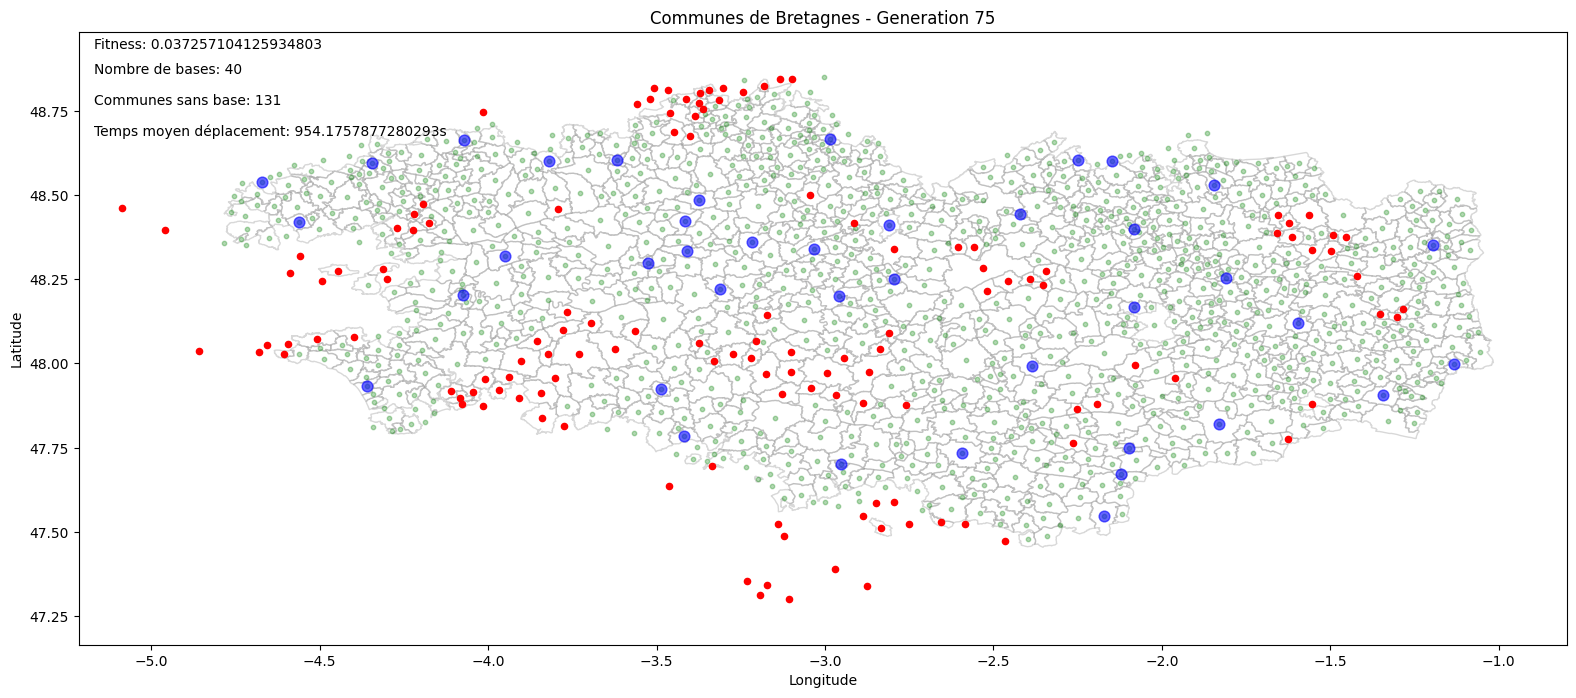 Communes de Bretagnes - Generation 75
Fitness: 0.037257104125934803
Nombre de bases: 40
Communes sans base: 131
Temps moyen déplacement: 954.1757877280293s
48.75
48.50
48.25
48.00
47.75
47.50
47.25
Latitude
−5.0 −4.5 −4.0 −3.5 −3.0 −2.5 −2.0 −1.5 −1.0
Longitude